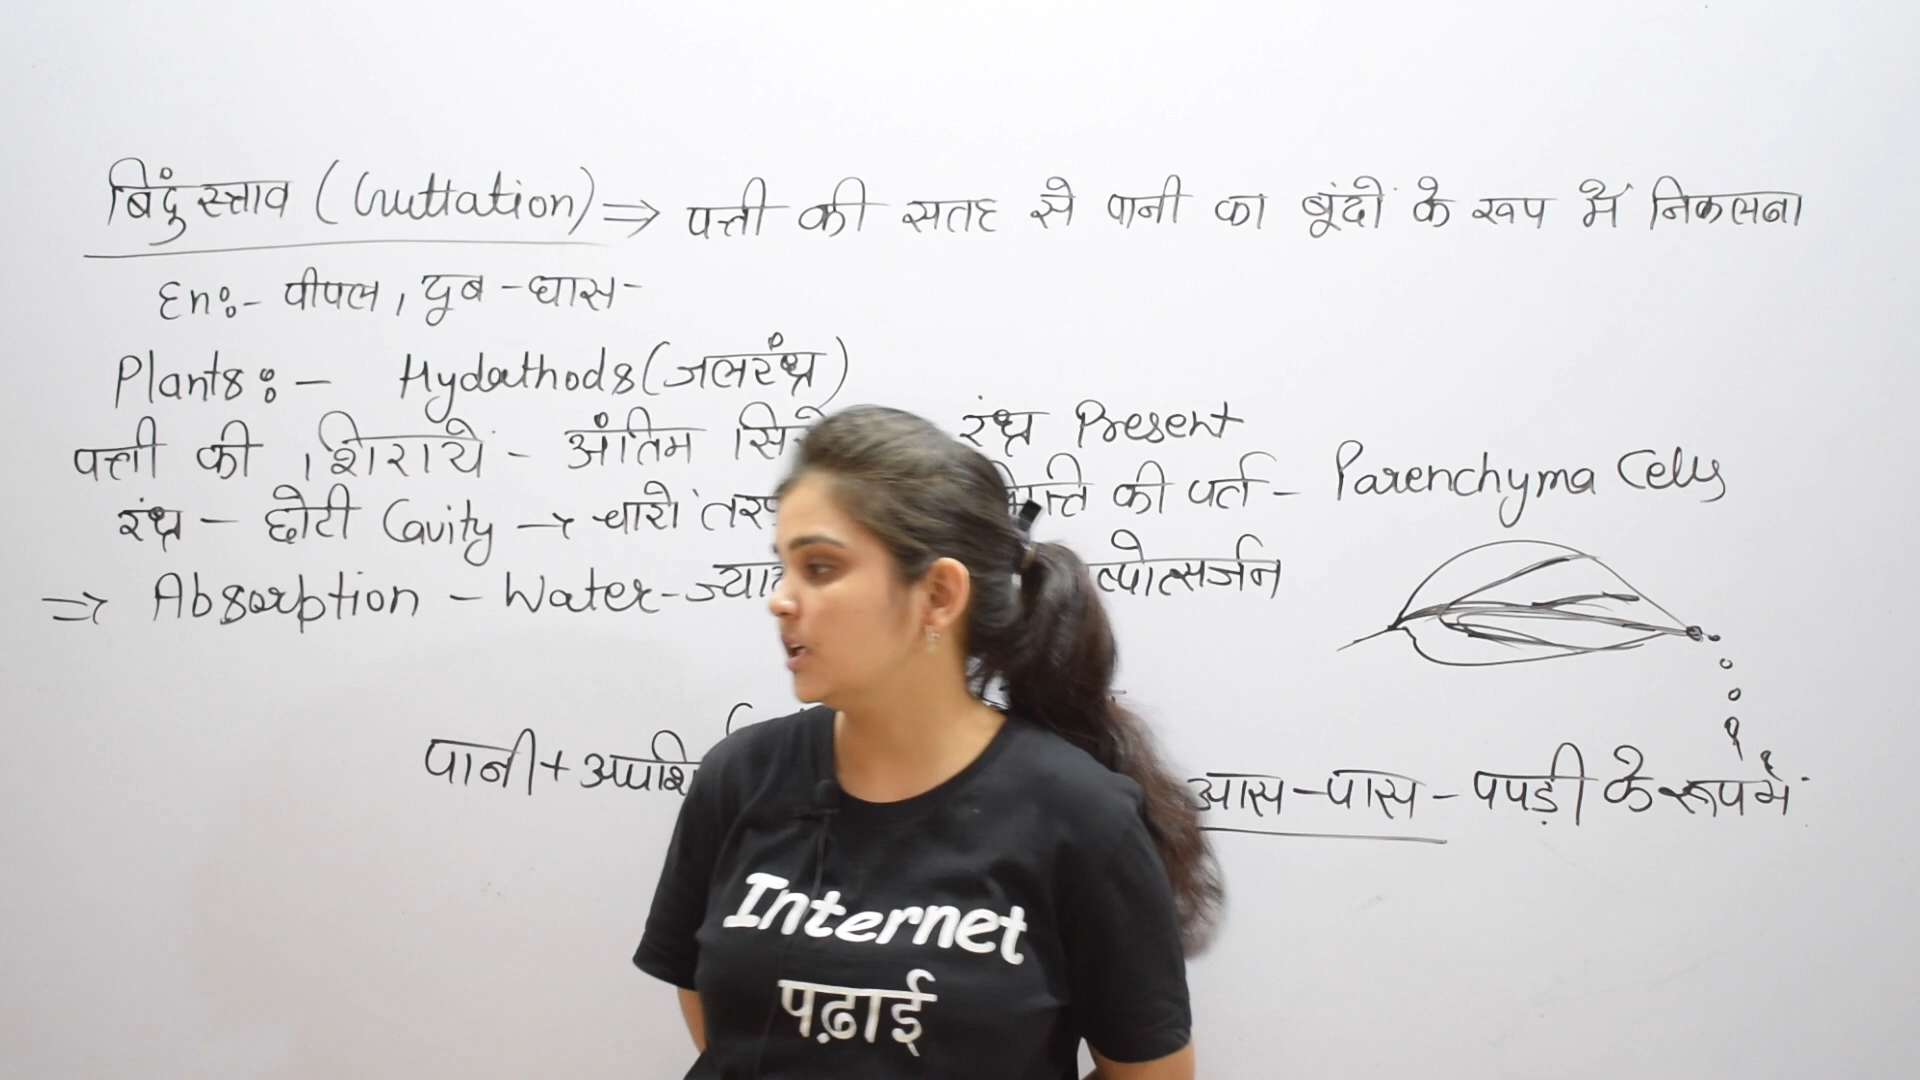 बिंदु स्त्राव (Guttation) ⇒ पत्ती की सतह से पानी का बूंदों के रूप में निकलना
En:- पीपल, दूब - घास -
Plants :- Hydathods (जलरंध्र)
पत्ती की शिराये - अंतिम रंध्र Present
रंध्र - छोटी Cavity → चारो की पर्त - Parenchyma Cells
⇒ Absorption - Water -
पानी + आस - पास - पपड़ी के रूप में
Internet
पढ़ाई